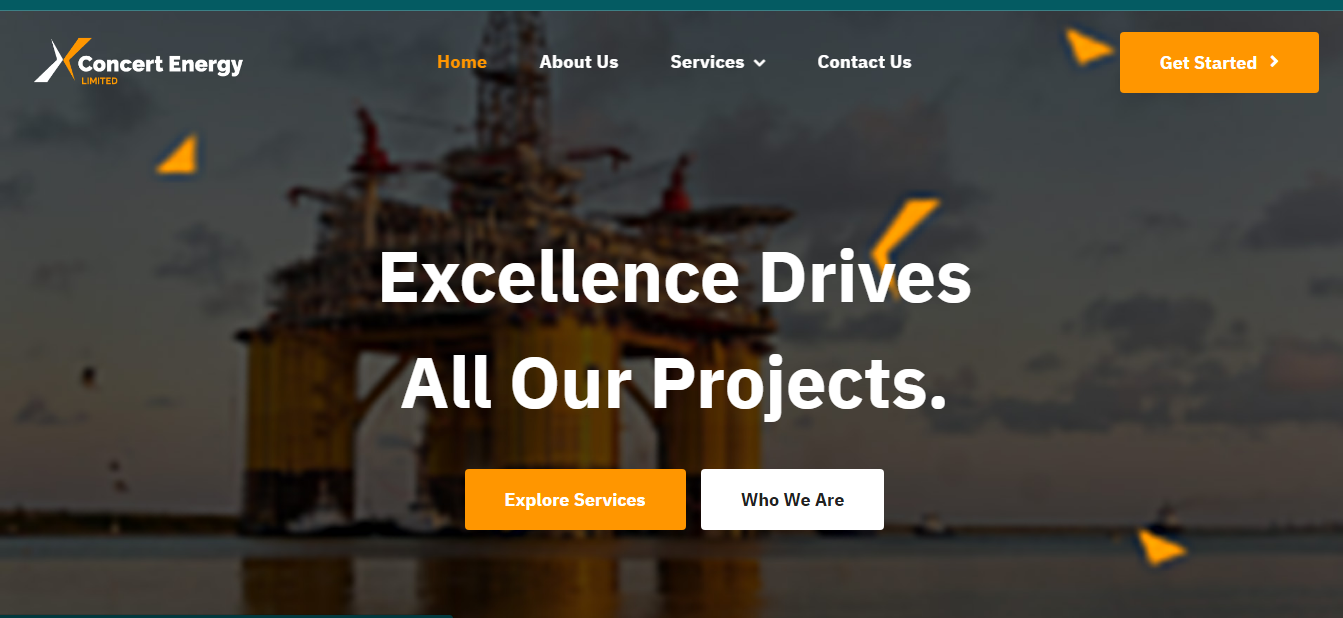 Concert Energy
LIMITED
Home
About Us
Services
Contact Us
Get Started
Excellence Drives
All Our Projects.
Explore Services
Who We Are